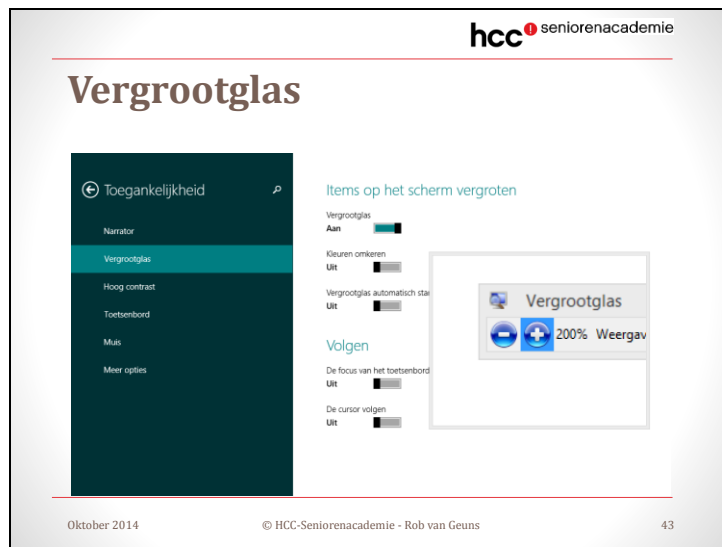 hcc! seniorenacademie
Vergrootglas
Toegankelijkheid
Narrator
Vergrootglas
Hoog contrast
Toetsenbord
Muis
Meer opties
Items op het scherm vergroten
Vergrootglas
Aan
Kleuren omkeren
Uit
Vergrootglas automatisch star
Uit
Volgen
De focus van het toetsenbord
Uit
De cursor volgen
Uit
Vergrootglas
200% Weergav
Oktober 2014 © HCC-Seniorenacademie - Rob van Geuns 43